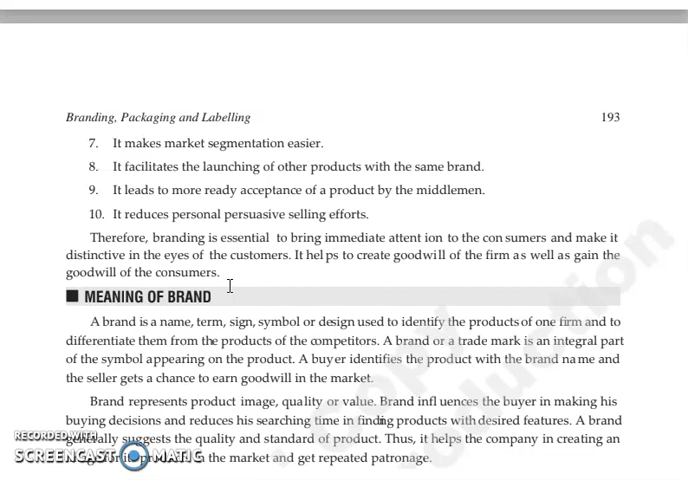 Branding, Packaging and Labelling 193
7. It makes market segmentation easier.
8. It facilitates the launching of other products with the same brand.
9. It leads to more ready acceptance of a product by the middlemen.
10. It reduces personal persuasive selling efforts.
Therefore, branding is essential to bring immediate attent ion to the con sumers and make it
distinctive in the eyes of the customers. It hel ps to create goodwill of the firm as well as gain the
goodwill of the consumers.
MEANING OF BRAND
A brand is a name, term, sign, symbol or design used to identify the products of one firm and to
differentiate them from the products of the competitors. A brand or a trade mark is an integral part
of the symbol appearing on the product. A buyer identifies the product with the brand name and
the seller gets a chance to earn goodwill in the market.
Brand represents product image, quality or value. Brand infl uences the buyer in making his
buying decisions and reduces his searching time in finding products with desired features. A brand
generally suggests the quality and standard of product. Thus, it helps the company in creating an
in the market and get repeated patronage.
RECORDED WITH
SCREENCAST MATIC